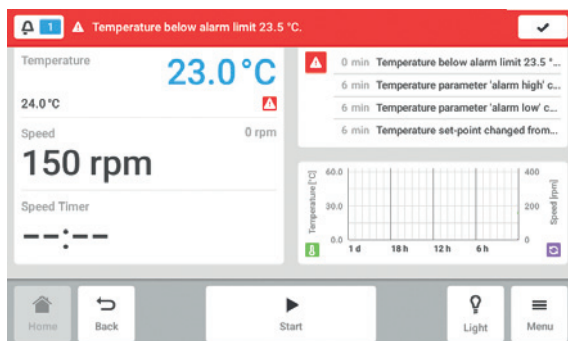 1 Temperature below alarm limit 23.5 °C.
Temperature
23.0°C
24.0°C
Speed 0 rpm
150 rpm
Speed Timer
--:--
0 min Temperature below alarm limit 23.5 °...
6 min Temperature parameter 'alarm high' c...
6 min Temperature parameter 'alarm low' c...
6 min Temperature set-point changed from...
Temperature [°C]
60.0
30.0
0.0
1 d 18 h 12 h 6 h
400
200
0
Speed [rpm]
Home Back Start Light Menu